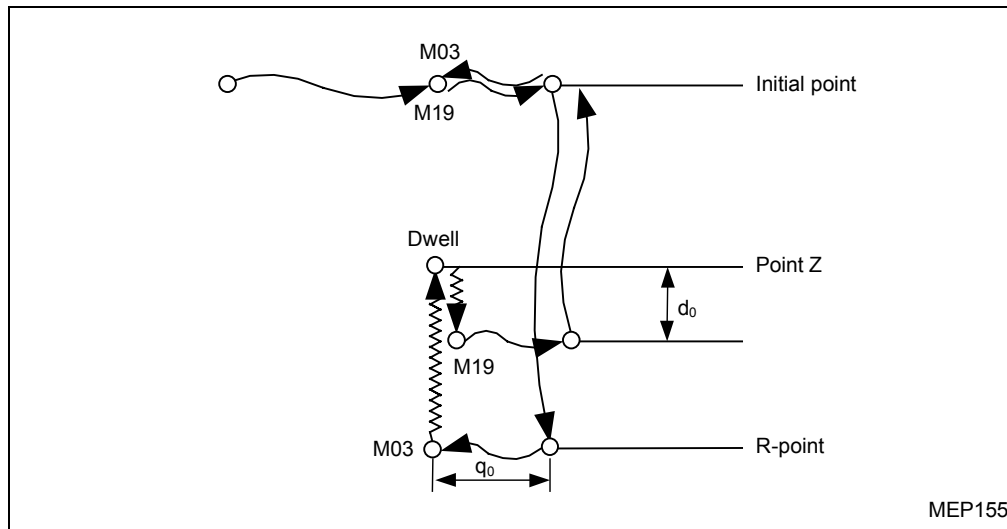 M03
Initial point
M19
Dwell
Point Z
d₀
M19
M03
R-point
q₀
MEP155